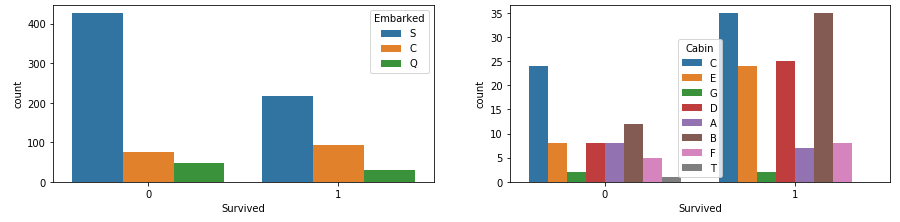 400
300
200
100
0
count
Embarked
S
C
Q
0
1
Survived
35
30
25
20
15
10
5
0
count
Cabin
C
E
G
D
A
B
F
T
0
1
Survived